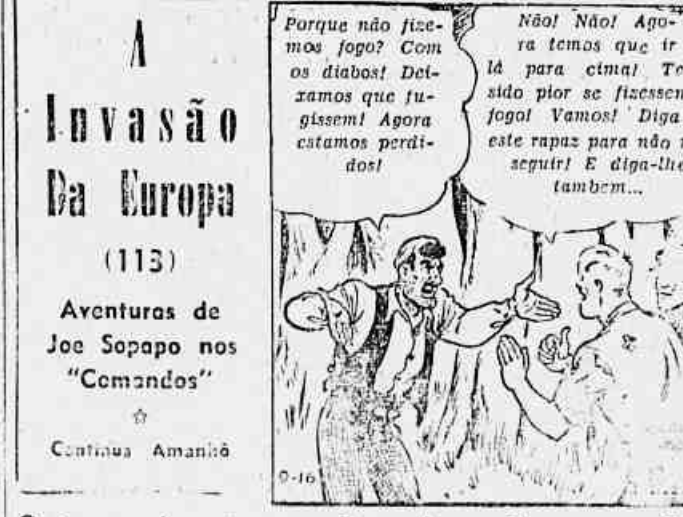 A
Invasão
Da Europa
(113)
Aventuras de
Joe Sopapo nos
"Comandos"
Continua Amanhã
Porque não fize-
mos fogo? Com
os diabos! Dei-
xamos que fu-
gissem! Agora
estamos perdi-
dos!
Não! Não! Ago-
ra temos que ir
lá para cima! Te
sido pior se fizessem
fogo! Vamos! Diga
este rapaz para não
seguir! E diga-lhe
tambem...
9-16